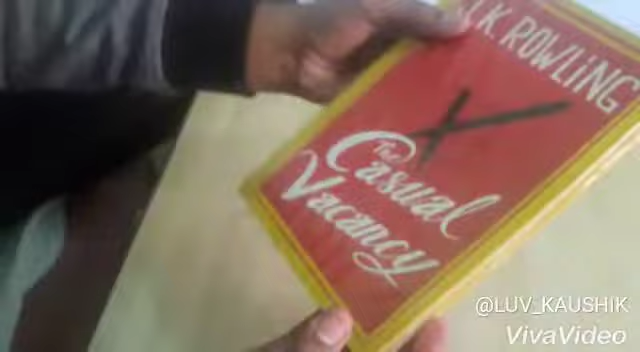 J.K. ROWLING
The
Casual
Vacancy
@LUV_KAUSHIK
VivaVideo